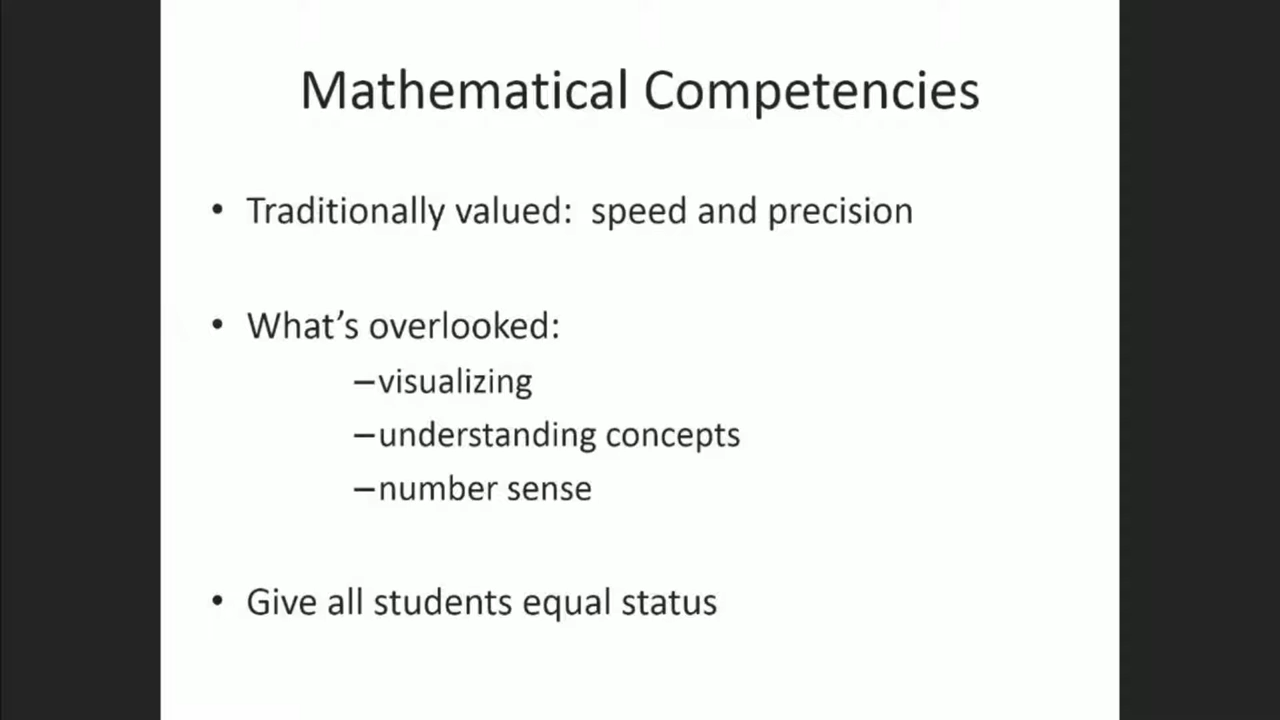 Mathematical Competencies
• Traditionally valued:  speed and precision
• What’s overlooked:
–visualizing
–understanding concepts
–number sense
• Give all students equal status